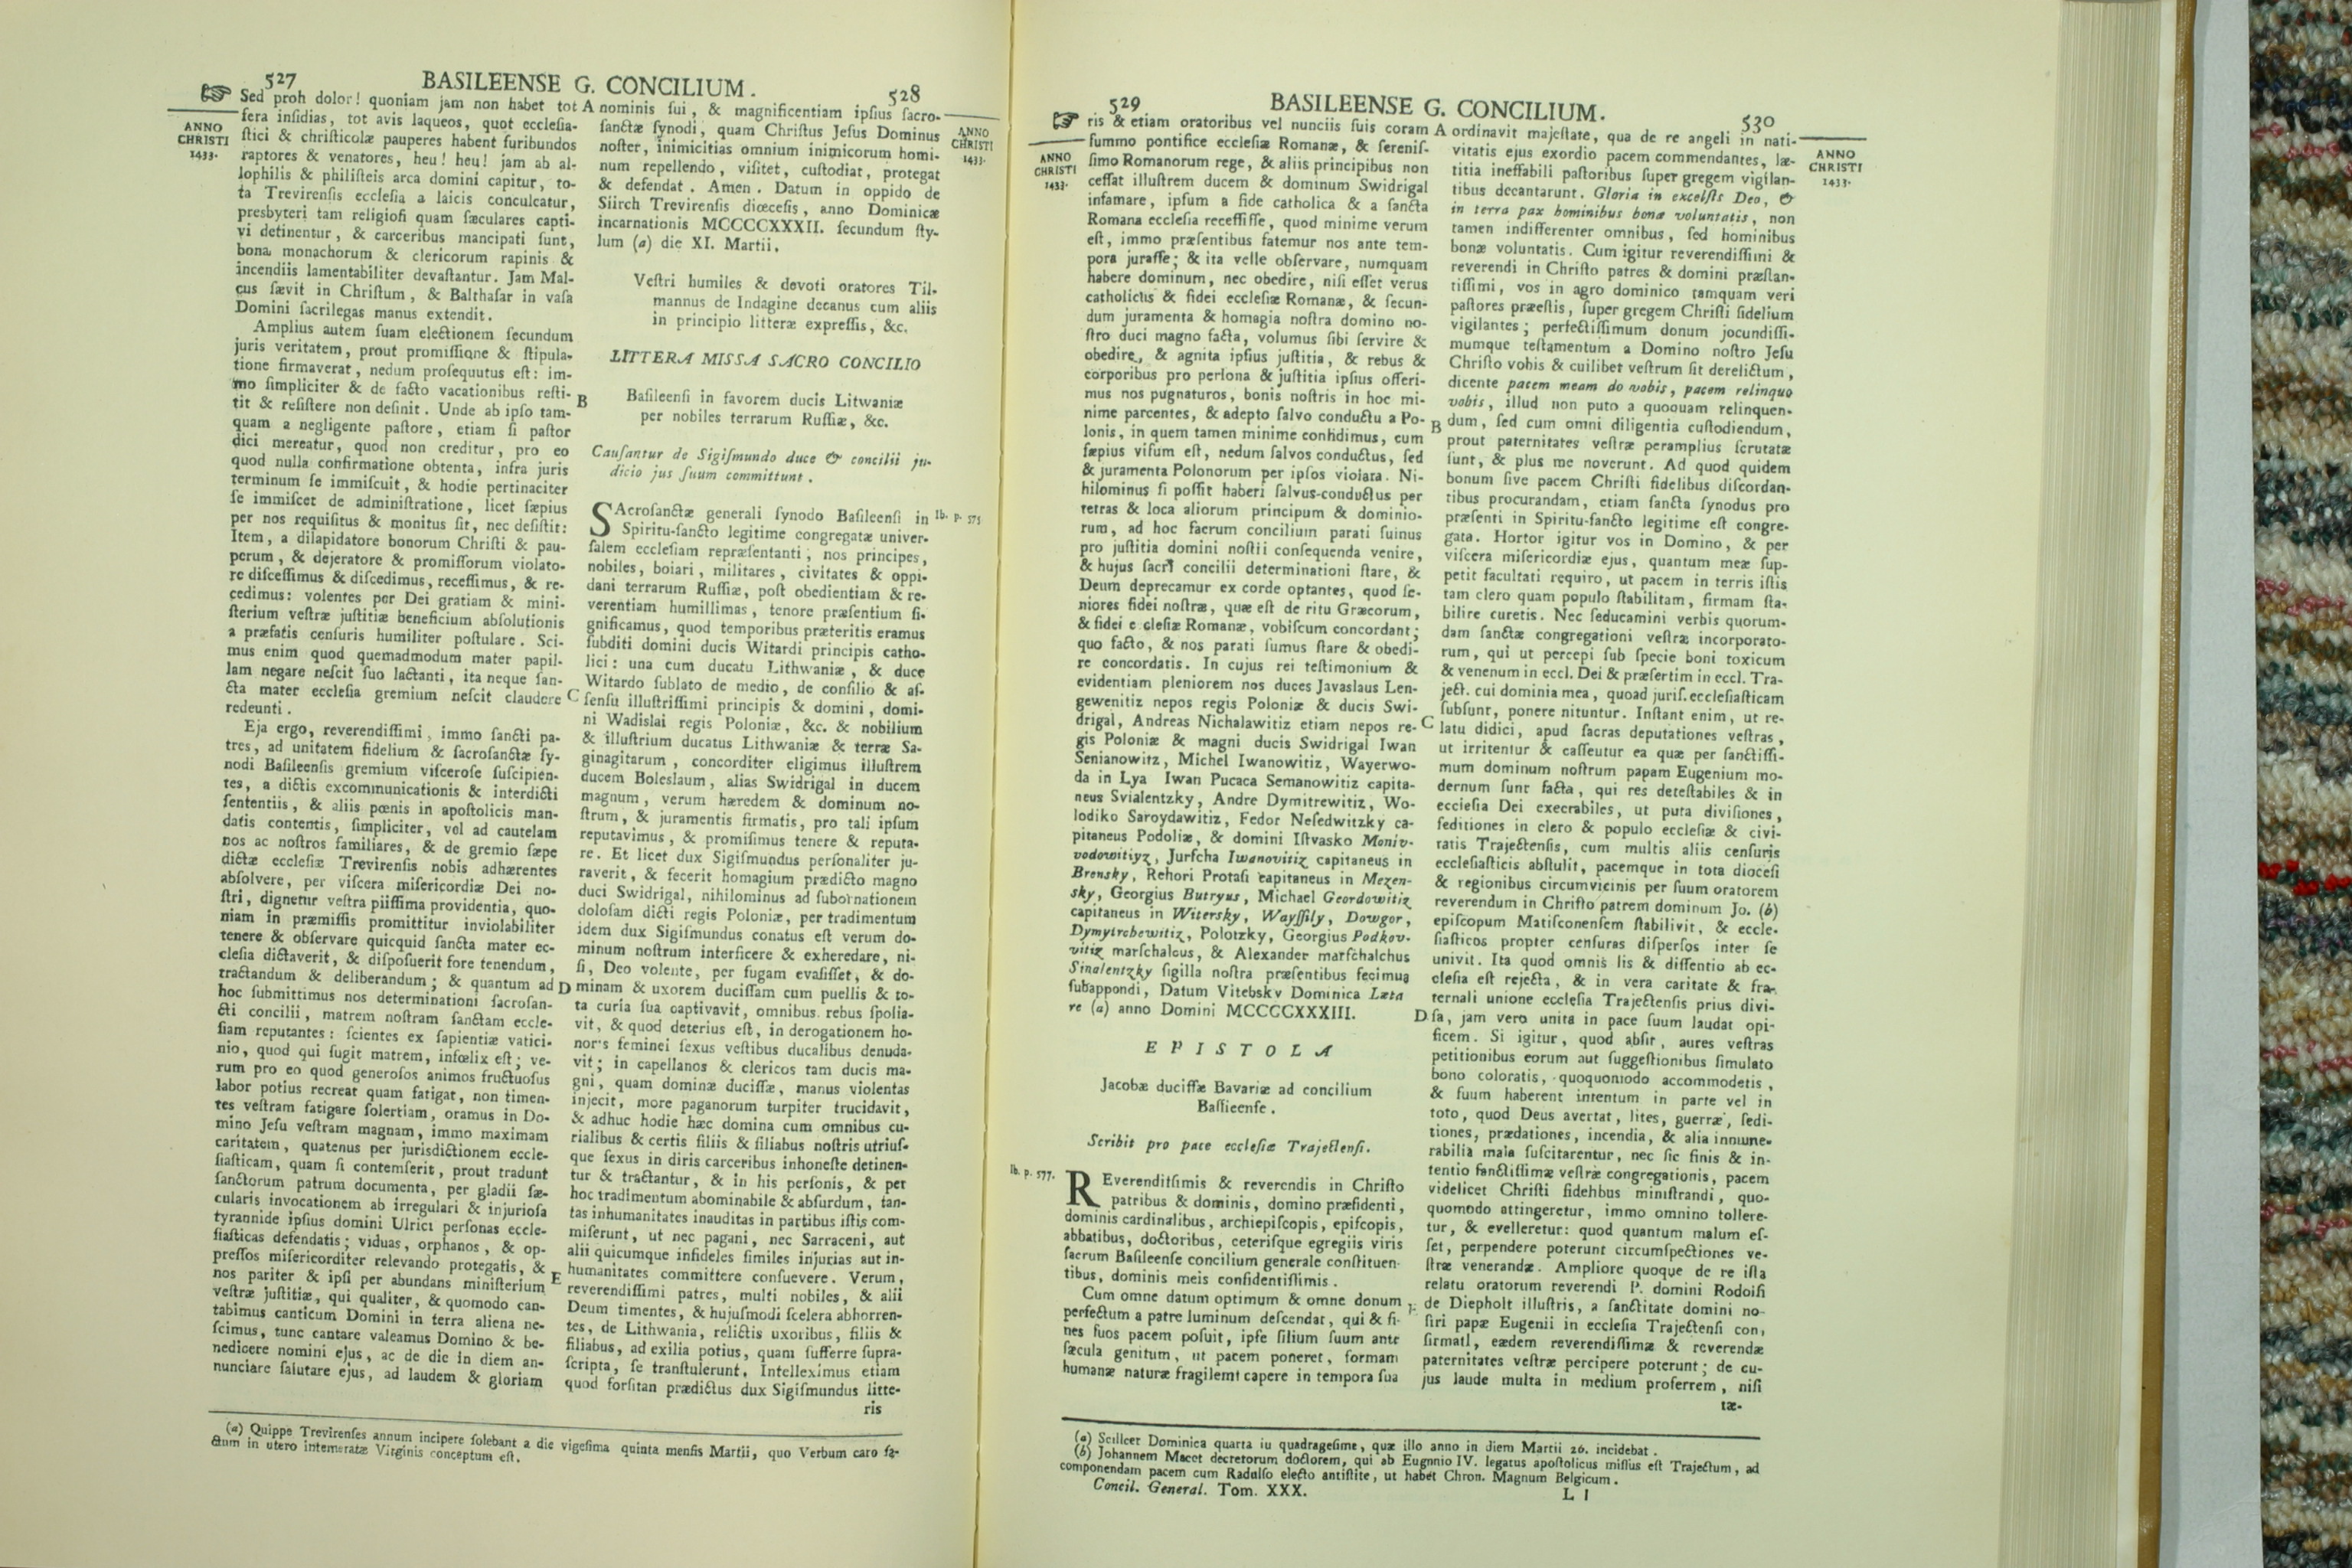 527 BASILEENSE G. CONCILIUM. 528
☞ Sed proh dolor! quoniam jam non habet tot
ANNO
CHRISTI
1433.
fera insidias, tot avis laqueos, quot ecclesia-
stici & christicolæ pauperes habent furibundos
raptores & venatores, heu! heu! jam ab al-
lophilis & philisteis arca domini capitur, to-
ta Trevirensis ecclesia a laicis conculcatur,
presbyteri tam religiosi quam sæculares capti-
vi detinentur, & carceribus mancipati sunt,
bona monachorum & clericorum rapinis &
incendiis lamentabiliter devastantur. Jam Mal-
cus sævit in Christum, & Balthasar in vasa
Domini sacrilegas manus extendit.
Amplius autem suam electionem secundum
juris veritatem, prout promissione & stipula-
tione firmaverat, nedum prosequutus est: im-
mo simpliciter & de facto vacationibus resti-
tit & resistere non definit. Unde ab ipso tam-
quam a negligente pastore, etiam si pastor
dici mereatur, quod non creditur, pro eo
quod nulla confirmatione obtenta, infra juris
terminum se immiscuit, & hodie pertinaciter
se immiscet de administratione, licet sæpius
per nos requisitus & monitus sit, nec desistit:
Item, a dilapidatore bonorum Christi & pau-
perum, & dejeratore & promissorum violato-
re discessimus & discedimus, recessimus, & re-
cedimus: volentes per Dei gratiam & mini-
sterium vestræ justitiæ beneficium absolutionis
a præfatis censuris humiliter postulare. Sci-
mus enim quod quemadmodum mater papil-
lam negare nescit suo lactanti, ita neque san-
cta mater ecclesia gremium nescit claudere
redeunti.
Eja ergo, reverendissimi, immo sancti pa-
tres, ad unitatem fidelium & sacrosanctæ sy-
nodi Basileensis gremium viscerose suscipien-
tes, a dictis excommunicationis & interdicti
sententiis, & aliis pœnis in apostolicis man-
datis contentis, simpliciter, vel ad cautelam
nos ac nostros familiares, & de gremio sæpe
dictæ ecclesiæ Trevirensis nobis adhærentes
absolvere, per viscera misericordiæ Dei no-
stri, dignetur vestra piissima providentia, quo-
niam in præmissis promittitur inviolabiliter
tenere & observare quicquid sancta mater ec-
clesia dictaverit, & disposuerit fore tenendum,
tractandum & deliberandum; & quantum ad
hoc submittimus nos determinationi sacrosan-
cti concilii, matrem nostram sanctam eccle-
siam reputantes: scientes ex sapientiæ vatici-
nio, quod qui fugit matrem, infœlix est; ve-
rum pro eo quod generosos animos fructuosus
labor potius recreat quam fatigat, non timen-
tes vestram fatigare solertiam, oramus in Do-
mino Jesu vestram magnam, immo maximam
caritatem, quatenus per jurisdictionem eccle-
siasticam, quam si contemserit, prout tradunt
sanctorum patrum documenta, per gladii sæ-
cularis invocationem ab irregulari & injuriosa
tyrannide ipsius domini Ulrici personas eccle-
siasticas defendatis; viduas, orphanos, & op-
pressos misericorditer relevando protegatis, &
nos pariter & ipsi per abundans ministerium
vestræ justitiæ, qui qualiter, & quomodo can-
tabimus canticum Domini in terra aliena ne-
scimus, tunc cantare valeamus Domino & be-
nedicere nomini ejus, ac de die in diem an-
nunciare salutare ejus, ad laudem & gloriam
A
B
C
D
E
nominis sui, & magnificentiam ipsius sacro-
sanctæ synodi, quam Christus Jesus Dominus
noster, inimicitias omnium inimicorum homi-
num repellendo, visitet, custodiat, protegat
& defendat. Amen. Datum in oppido de
Siirch Trevirensis diœcesis, anno Dominicæ
incarnationis MCCCCXXXII. secundum sty-
lum (a) die XI. Martii.
ANNO
CHRISTI
1433.
Vestri humiles & devoti oratores Til-
mannus de Indagine decanus cum aliis
in principio litteræ expressis, &c.
LITTERA MISSA SACRO CONCILIO
Basileensi in favorem ducis Litwaniæ
per nobiles terrarum Russiæ, &c.
Causantur de Sigismundo duce & concilii ju-
dicio jus suum committunt.
SAcrosanctæ generali synodo Basileensi in
Ib. p. 575
Spiritu-sancto legitime congregatæ univer-
salem ecclesiam repræsentanti, nos principes,
nobiles, boiari, militares, civitates & oppi-
dani terrarum Russiæ, post obedientiam & re-
verentiam humillimas, tenore præsentium si-
gnificamus, quod temporibus præteritis eramus
subditi domini ducis Witardi principis catho-
lici: una cum ducatu Lithwaniæ, & duce
Witardo sublato de medio, de consilio & as-
sensu illustrissimi principis & domini, domi-
ni Wadislai regis Poloniæ, &c. & nobilium
& illustrium ducatus Lithwaniæ & terræ Sa-
ginagitarum, concorditer eligimus illustrem
ducem Boleslaum, alias Swidrigal in ducem
magnum, verum hæredem & dominum no-
strum, & juramentis firmatis, pro tali ipsum
reputavimus, & promisimus tenere & reputa-
re. Et licet dux Sigismundus personaliter ju-
raverit, & fecerit homagium prædicto magno
duci Swidrigal, nihilominus ad subornationem
dolosam dicti regis Poloniæ, per tradimentum
idem dux Sigismundus conatus est verum do-
minum nostrum interficere & exheredare, ni-
si, Deo volente, per fugam evasisset, & do-
minam & uxorem ducissam cum puellis & to-
ta curia sua captivavit, omnibus rebus spolia-
vit, & quod deterius est, in derogationem ho-
nor's feminei sexus vestibus ducalibus denuda-
vit; in capellanos & clericos tam ducis ma-
gni, quam dominæ ducissæ, manus violentas
injecit, more paganorum turpiter trucidavit,
& adhuc hodie hæc domina cum omnibus cu-
rialibus & certis filiis & filiabus nostris utrius-
que sexus in diris carceribus inhoneste detinen-
tur & tractantur, & in his personis, & per
hoc tradimentum abominabile & absurdum, tan-
tas inhumanitates inauditas in partibus istis com-
miserunt, ut nec pagani, nec Sarraceni, aut
alii quicumque infideles similes injurias aut in-
humanitates committere consuevere. Verum,
reverendissimi patres, multi nobiles, & alii
Deum timentes, & hujusmodi scelera abhorren-
tes, de Lithwania, relictis uxoribus, filiis &
filiabus, ad exilia potius, quam sufferre supra-
scripta, se transtulerunt. Intelleximus etiam
quod forsitan prædictus dux Sigismundus litte-
ris
(a) Quippe Trevirenses annum incipere solebant a die vigesima quinta mensis Martii, quo Verbum caro fa-
ctum in utero intemeratæ Virginis conceptum est.
529 BASILEENSE G. CONCILIUM. 530
☞ ris & etiam oratoribus vel nunciis suis coram
ANNO
CHRISTI
1433.
summo pontifice ecclesiæ Romanæ, & serenis-
simo Romanorum rege, & aliis principibus non
cessat illustrem ducem & dominum Swidrigal
infamare, ipsum a fide catholica & a sancta
Romana ecclesia recessisse, quod minime verum
est, immo præsentibus fatemur nos ante tem-
pora jurasse; & ita velle observare, numquam
habere dominum, nec obedire, nisi esset verus
catholicus & fidei ecclesiæ Romanæ, & secun-
dum juramenta & homagia nostra domino no-
stro duci magno facta, volumus sibi servire &
obedire, & agnita ipsius justitia, & rebus &
corporibus pro persona & justitia ipsius offeri-
mus nos pugnaturos, bonis nostris in hoc mi-
nime parcentes, & adepto salvo conductu a Po-
lonis, in quem tamen minime confidimus, cum
sæpius visum est, nedum salvos conductus, sed
& juramenta Polonorum per ipsos violara. Ni-
hilominus si possit haberi salvus-conductus per
terras & loca aliorum principum & dominio-
rum, ad hoc sacrum concilium parati suinus
pro justitia domini nostii consequenda venire,
& hujus sacri concilii determinationi stare, &
Deum deprecamur ex corde optantes, quod se-
niores fidei nostræ, quæ est de ritu Græcorum,
& fidei e clesiæ Romanæ, vobiscum concordant;
quo facto, & nos parati sumus stare & obedi-
re concordatis. In cujus rei testimonium &
evidentiam pleniorem nos duces Javaslaus Len-
gewenitiz nepos regis Poloniæ & ducis Swi-
drigal, Andreas Nichalawitiz etiam nepos re-
gis Poloniæ & magni ducis Swidrigal Iwan
Senianowitz, Michel Iwanowitiz, Wayerwo-
da in Lya Iwan Pucaca Semanowitiz capita-
neus Svialentzky, Andre Dymitrewitiz, Wo-
lodiko Saroydawitiz, Fedor Nesedwitzky ca-
pitaneus Podoliæ, & domini Istvasko Moniv-
vodowitiyz, Jurscha Iwanovitiz capitaneus in
Brensky, Rehori Protasi capitaneus in Mezen-
sky, Georgius Butryus, Michael Geordowitiz
capitaneus in Witersky, Wayssily, Dowgor,
Dymytrebewitiz, Polotzky, Georgius Podkov-
vitiz marschalcus, & Alexander marschalchus
Sinalentzky sigilla nostra præsentibus fecimus
subappondi, Datum Vitebskv Dominica Læta
re (a) anno Domini MCCCCXXXIII.
EPISTOLA
Jacobæ ducissæ Bavariæ ad concilium
Bassieense.
Scribit pro pace ecclesiæ Trajectensi.
Ib. p. 577.
REverenditsimis & reverendis in Christo
patribus & dominis, domino præsidenti,
dominis cardinalibus, archiepiscopis, episcopis,
abbatibus, doctoribus, ceterisque egregiis viris
sacrum Basileense concilium generale constituen-
tibus, dominis meis confidentissimis.
Cum omne datum optimum & omne donum
perfectum a patre luminum descendat, qui & fi-
nes suos pacem posuit, ipse filium suum ante
sæcula genitum, ut pacem poneret, formam
humanæ naturæ fragilemt capere in tempora sua
A
B
C
D
ordinavit majestate, qua de re angeli in nati-
vitatis ejus exordio pacem commendantes, læ-
titia ineffabili pastoribus super gregem vigilan-
tibus decantarunt. Gloria in excelsis Deo, &
in terra pax hominibus bonæ voluntatis, non
tamen indifferenter omnibus, sed hominibus
bonæ voluntatis. Cum igitur reverendissimi &
reverendi in Christo patres & domini præstan-
tissimi, vos in agro dominico tamquam veri
pastores præestis, super gregem Christi fidelium
vigilantes; perfectissimum donum jocundissi-
mumque testamentum a Domino nostro Jesu
Christo vobis & cuilibet vestrum sit derelictum,
dicente pacem meam do vobis, pacem relinquo
vobis, illud non puto a quoquam relinquen-
dum, sed cum omni diligentia custodiendum,
prout paternitates vestræ peramplius scrutatæ
sunt, & plus me noverunt. Ad quod quidem
bonum sive pacem Christi fidelibus discordan-
tibus procurandam, etiam sancta synodus pro
præsenti in Spiritu-sancto legitime est congre-
gata. Hortor igitur vos in Domino, & per
viscera misericordiæ ejus, quantum meæ sup-
petit facultati requiro, ut pacem in terris istis
tam clero quam populo stabilitam, firmam sta-
bilire curetis. Nec seducamini verbis quorum-
dam sanctæ congregationi vestræ incorporato-
rum, qui ut percepi sub specie boni toxicum
& venenum in eccl. Dei & præsertim in eccl. Tra-
ject. cui dominia mea, quoad juris. ecclesiasticam
subsunt, ponere nituntur. Instant enim, ut re-
latu didici, apud sacras deputationes vestras,
ut irritentur & casseutur ea quæ per sanctissi-
mum dominum nostrum papam Eugenium mo-
dernum sunt facta, qui res detestabiles & in
ecclesia Dei execrabiles, ut puta divisiones,
seditiones in clero & populo ecclesiæ & civi-
ratis Trajectensis, cum multis aliis censuris
ecclesiasticis abstulit, pacemque in tota diocesi
& regionibus circumvicinis per suum oratorem
reverendum in Christo patrem dominum Jo. (b)
episcopum Matisconensem stabilivit, & eccle-
siasticos propter censuras dispersos inter se
univit. Ita quod omnis lis & dissentio ab ec-
clesia est rejecta, & in vera caritate & fra-
ternali unione ecclesia Trajectensis prius divi-
sa, jam vero unita in pace suum laudat opi-
ficem. Si igitur, quod absit, aures vestras
petitionibus eorum aut suggestionibus simulato
bono coloratis, quoquomodo accommodetis,
& suum haberent intentum in parte vel in
toto, quod Deus avertat, lites, guerræ, sedi-
tiones, prædationes, incendia, & alia innume-
rabilia mala suscitarentur, nec sic finis & in-
tentio sanctissimæ vestræ congregationis, pacem
videlicet Christi fidehbus ministrandi, quo-
quomodo attingeretur, immo omnino tollere-
tur, & evelleretur: quod quantum malum es-
set, perpendere poterunt circumspectiones ve-
stræ venerandæ. Ampliore quoque de re ista
relatu oratorum reverendi P. domini Rodoifi
de Diepholt illustris, a sanctitate domini no-
stri papæ Eugenii in ecclesia Trajectensi con,
firmatl, eædem reverendissimæ & reverendæ
paternitates vestræ percipere poterunt; de cu-
jus laude multa in medium proferrem, nisi
tæ-
ANNO
CHRISTI
1433.
(a) Scillcet Dominica quarta iu quadragesime, quæ illo anno in diem Martii 26. incidebat.
(b) Johannem Macet decretorum doctorem, qui ab Eugnnio IV. legatus apostolicus missus est Trajectum, ad
componendam pacem cum Radulso electo antistite, ut habet Chron. Magnum Belgicum.
Concil. General. Tom. XXX. L l